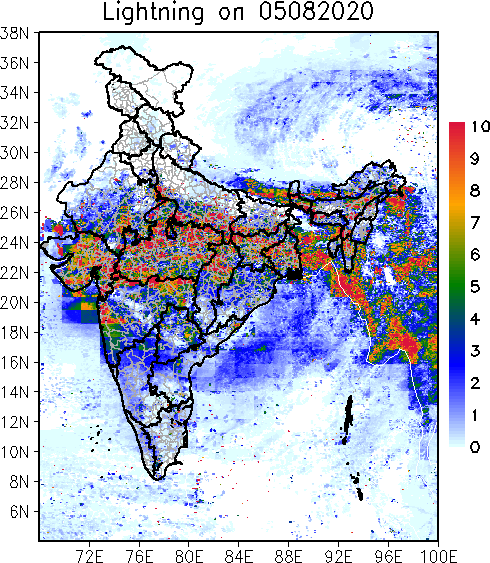 Lightning on 05082020
38N
36N
34N
32N
30N
28N
26N
24N
22N
20N
18N
16N
14N
12N
10N
8N
6N
72E 76E 80E 84E 88E 92E 96E 100E
10
9
8
7
6
5
4
3
2
1
0